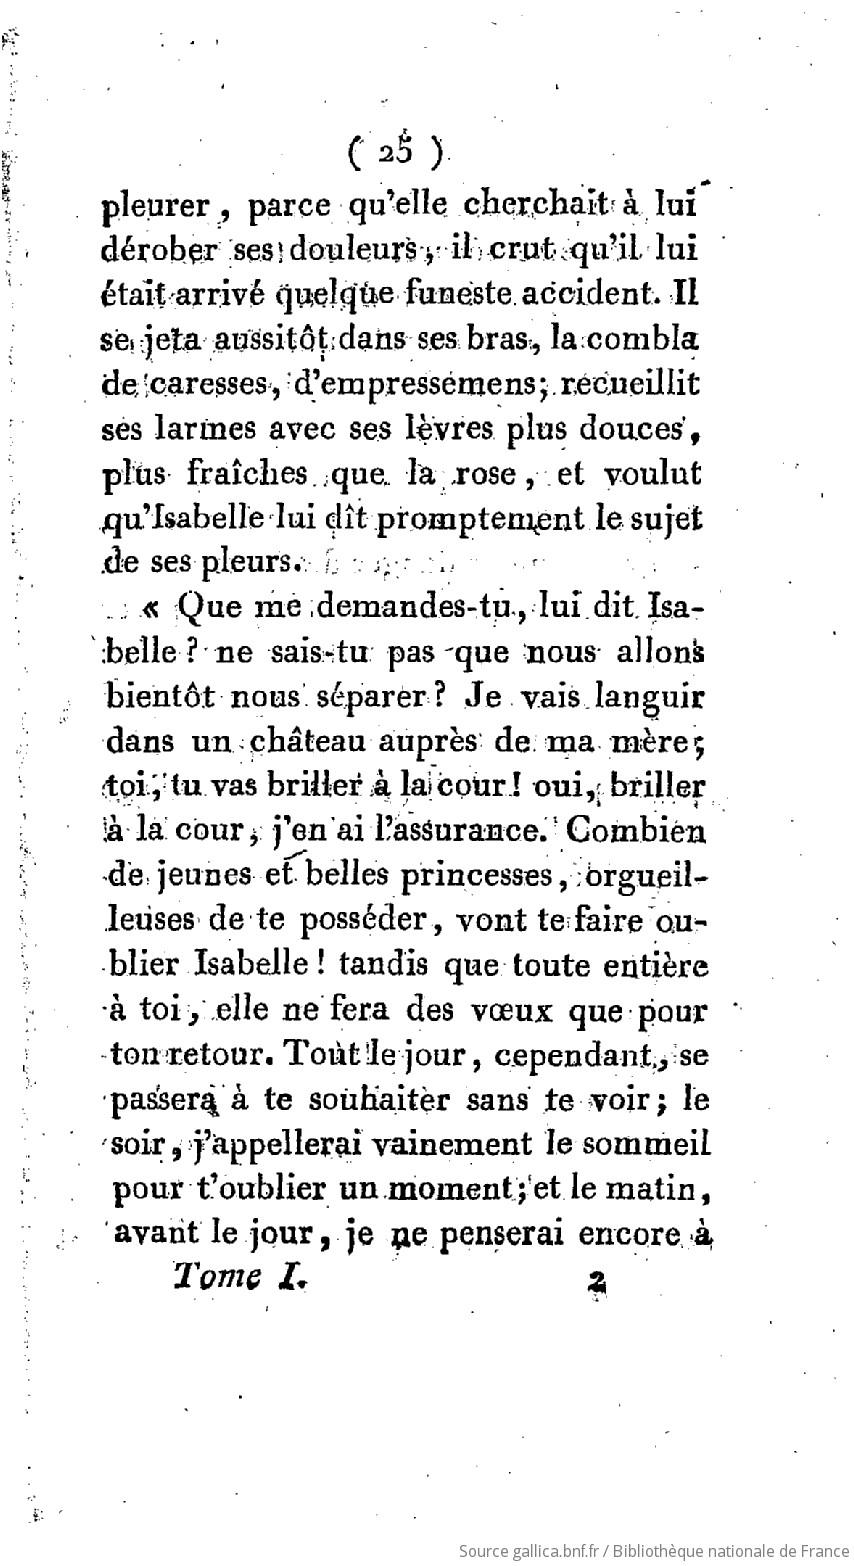 ( 25 )
pleurer, parce qu'elle cherchait à lui
dérober ses douleurs, il crut qu'il lui
était arrivé quelque funeste accident. Il
se jeta aussitôt dans ses bras, la combla
de caresses, d'empressemens; recueillit
ses larmes avec ses lèvres plus douces,
plus fraîches que la rose, et voulut
qu'Isabelle lui dît promptement le sujet
de ses pleurs.
« Que me demandes-tu, lui dit Isa-
belle ? ne sais-tu pas que nous allons
bientôt nous séparer ? Je vais languir
dans un château auprès de ma mère;
toi, tu vas briller à la cour ! oui, briller
à la cour, j'en ai l'assurance. Combien
de jeunes et belles princesses, orgueil-
leuses de te posséder, vont te faire ou-
blier Isabelle ! tandis que toute entière
à toi, elle ne fera des vœux que pour
ton retour. Tout le jour, cependant, se
passera à te souhaiter sans te voir; le
soir, j'appellerai vainement le sommeil
pour t'oublier un moment; et le matin,
avant le jour, je ne penserai encore à
Tome I. 2
Source gallica.bnf.fr / Bibliothèque nationale de France